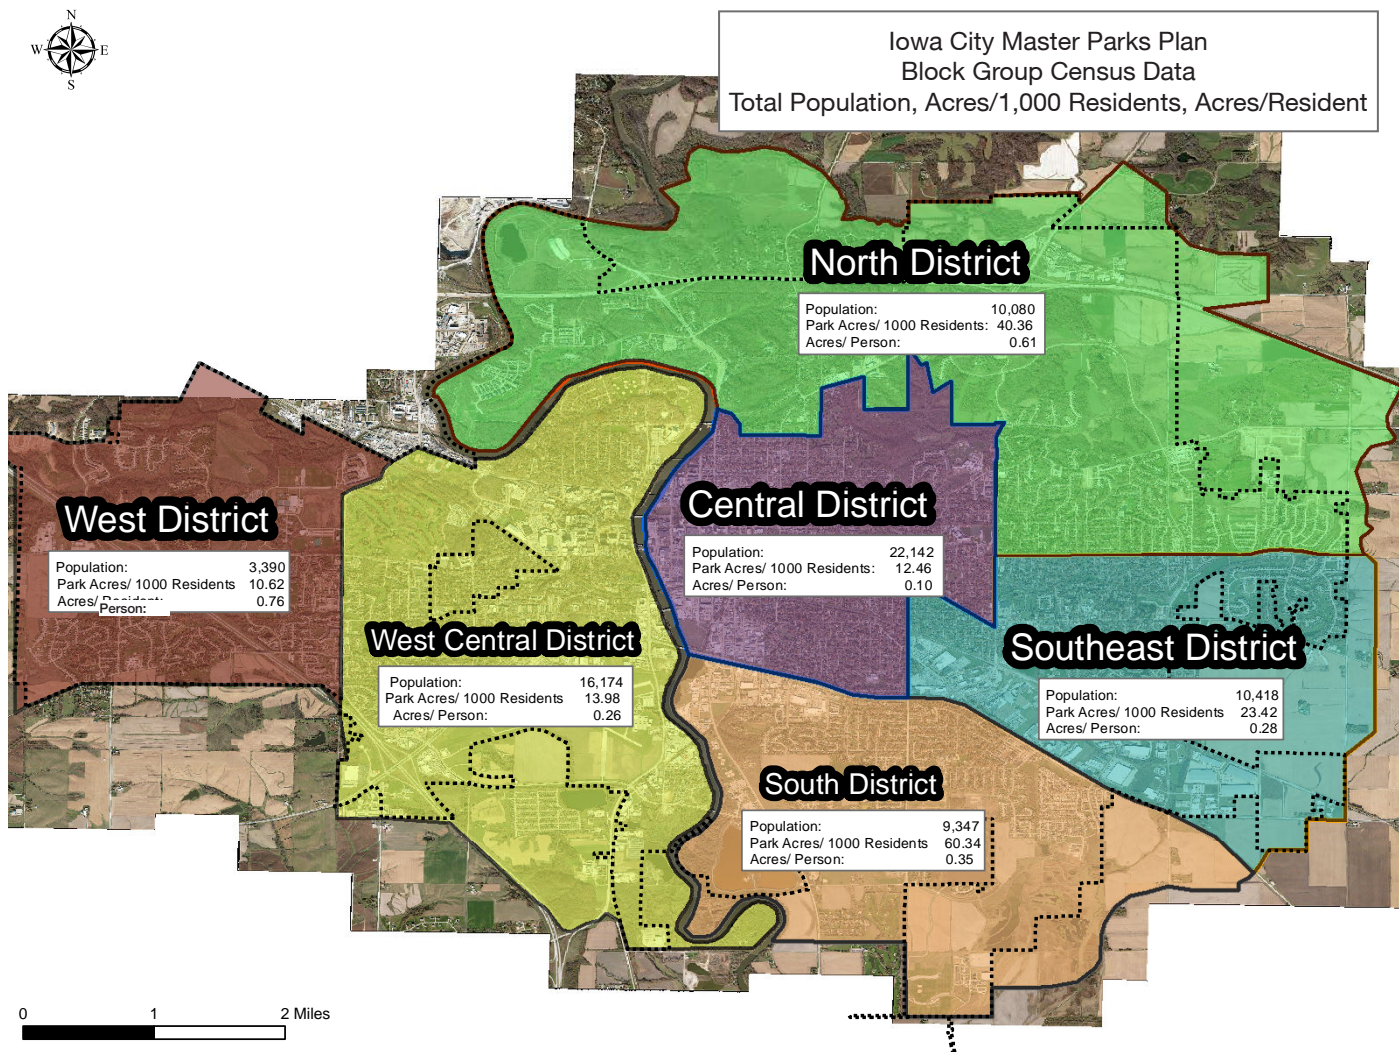 N
W E
S
Iowa City Master Parks Plan
Block Group Census Data
Total Population, Acres/1,000 Residents, Acres/Resident
North District
Population: 10,080
Park Acres/ 1000 Residents: 40.36
Acres/ Person: 0.61
West District
Population: 3,390
Park Acres/ 1000 Residents 10.62
Acres/ Resident: 0.76
Person:
Central District
Population: 22,142
Park Acres/ 1000 Residents: 12.46
Acres/ Person: 0.10
West Central District
Population: 16,174
Park Acres/ 1000 Residents 13.98
Acres/ Person: 0.26
Southeast District
Population: 10,418
Park Acres/ 1000 Residents 23.42
Acres/ Person: 0.28
South District
Population: 9,347
Park Acres/ 1000 Residents 60.34
Acres/ Person: 0.35
0 1 2 Miles